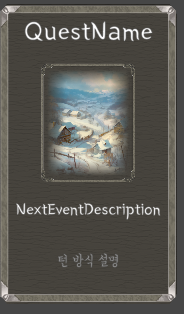 QuestName
NextEventDescription
턴 방식 설명